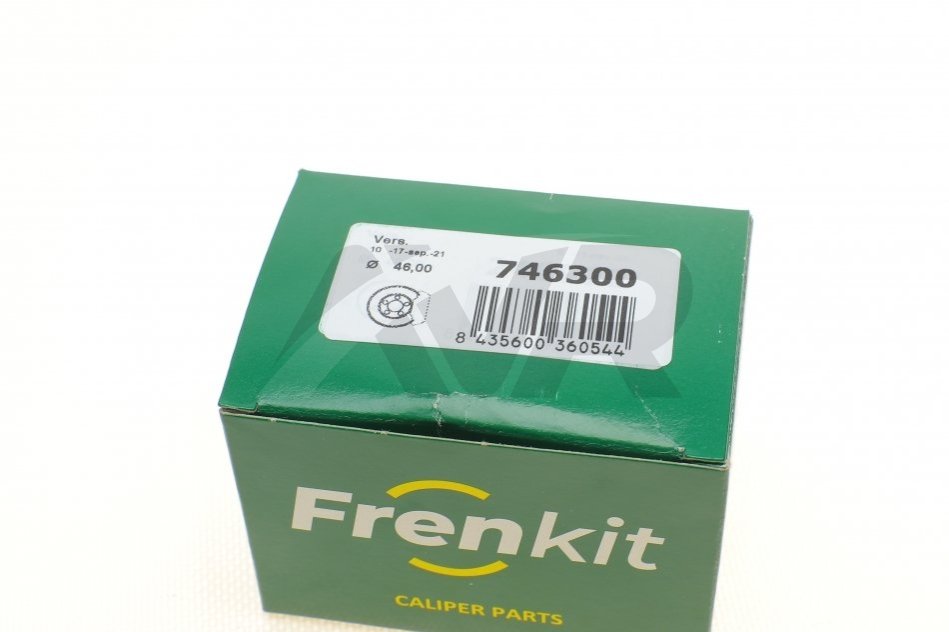 Vers.
10 -17-sep.-21
Ø 46,00
746300
8 435600 360544
Frenkit
CALIPER PARTS